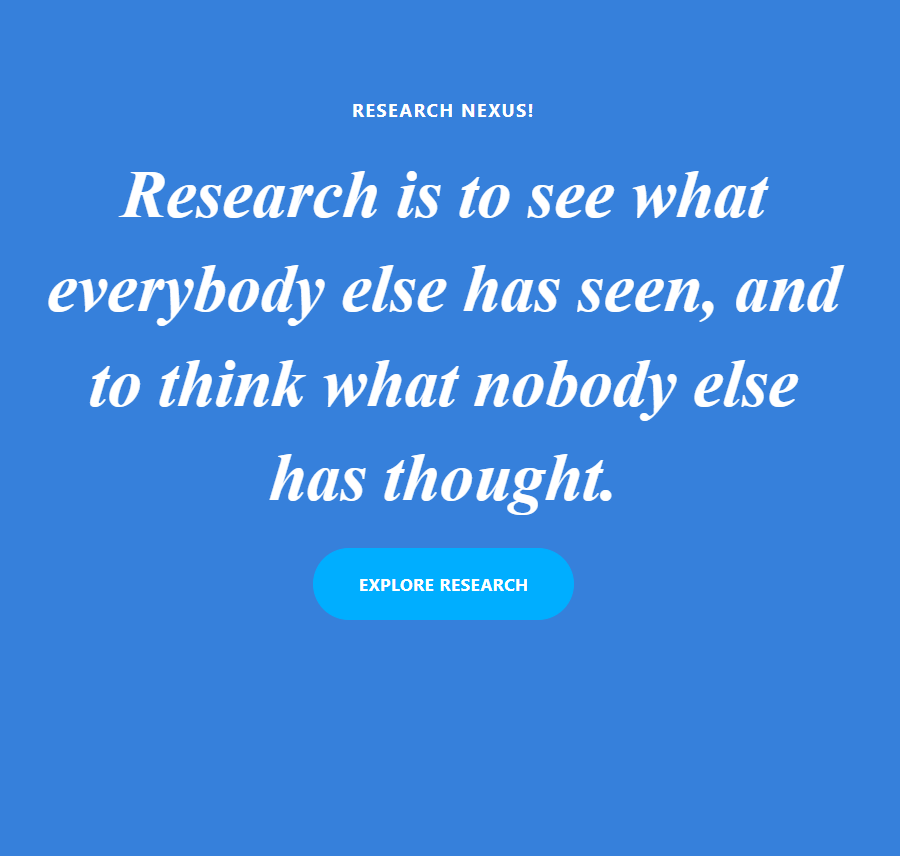 RESEARCH NEXUS!
Research is to see what
everybody else has seen, and
to think what nobody else
has thought.
EXPLORE RESEARCH